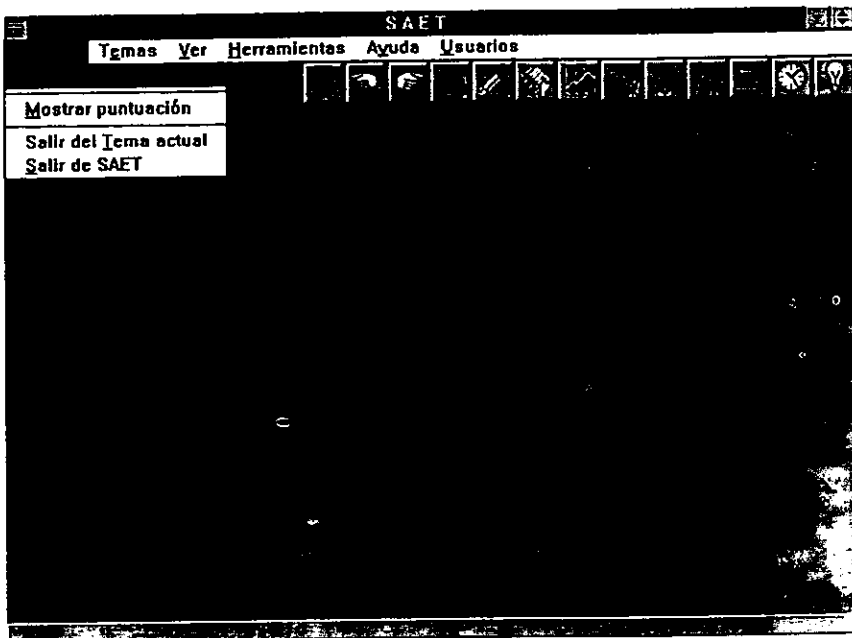 SAET
Temas Ver Herramientas Ayuda Usuarios
Mostrar puntuación
Salir del Tema actual
Salir de SAET